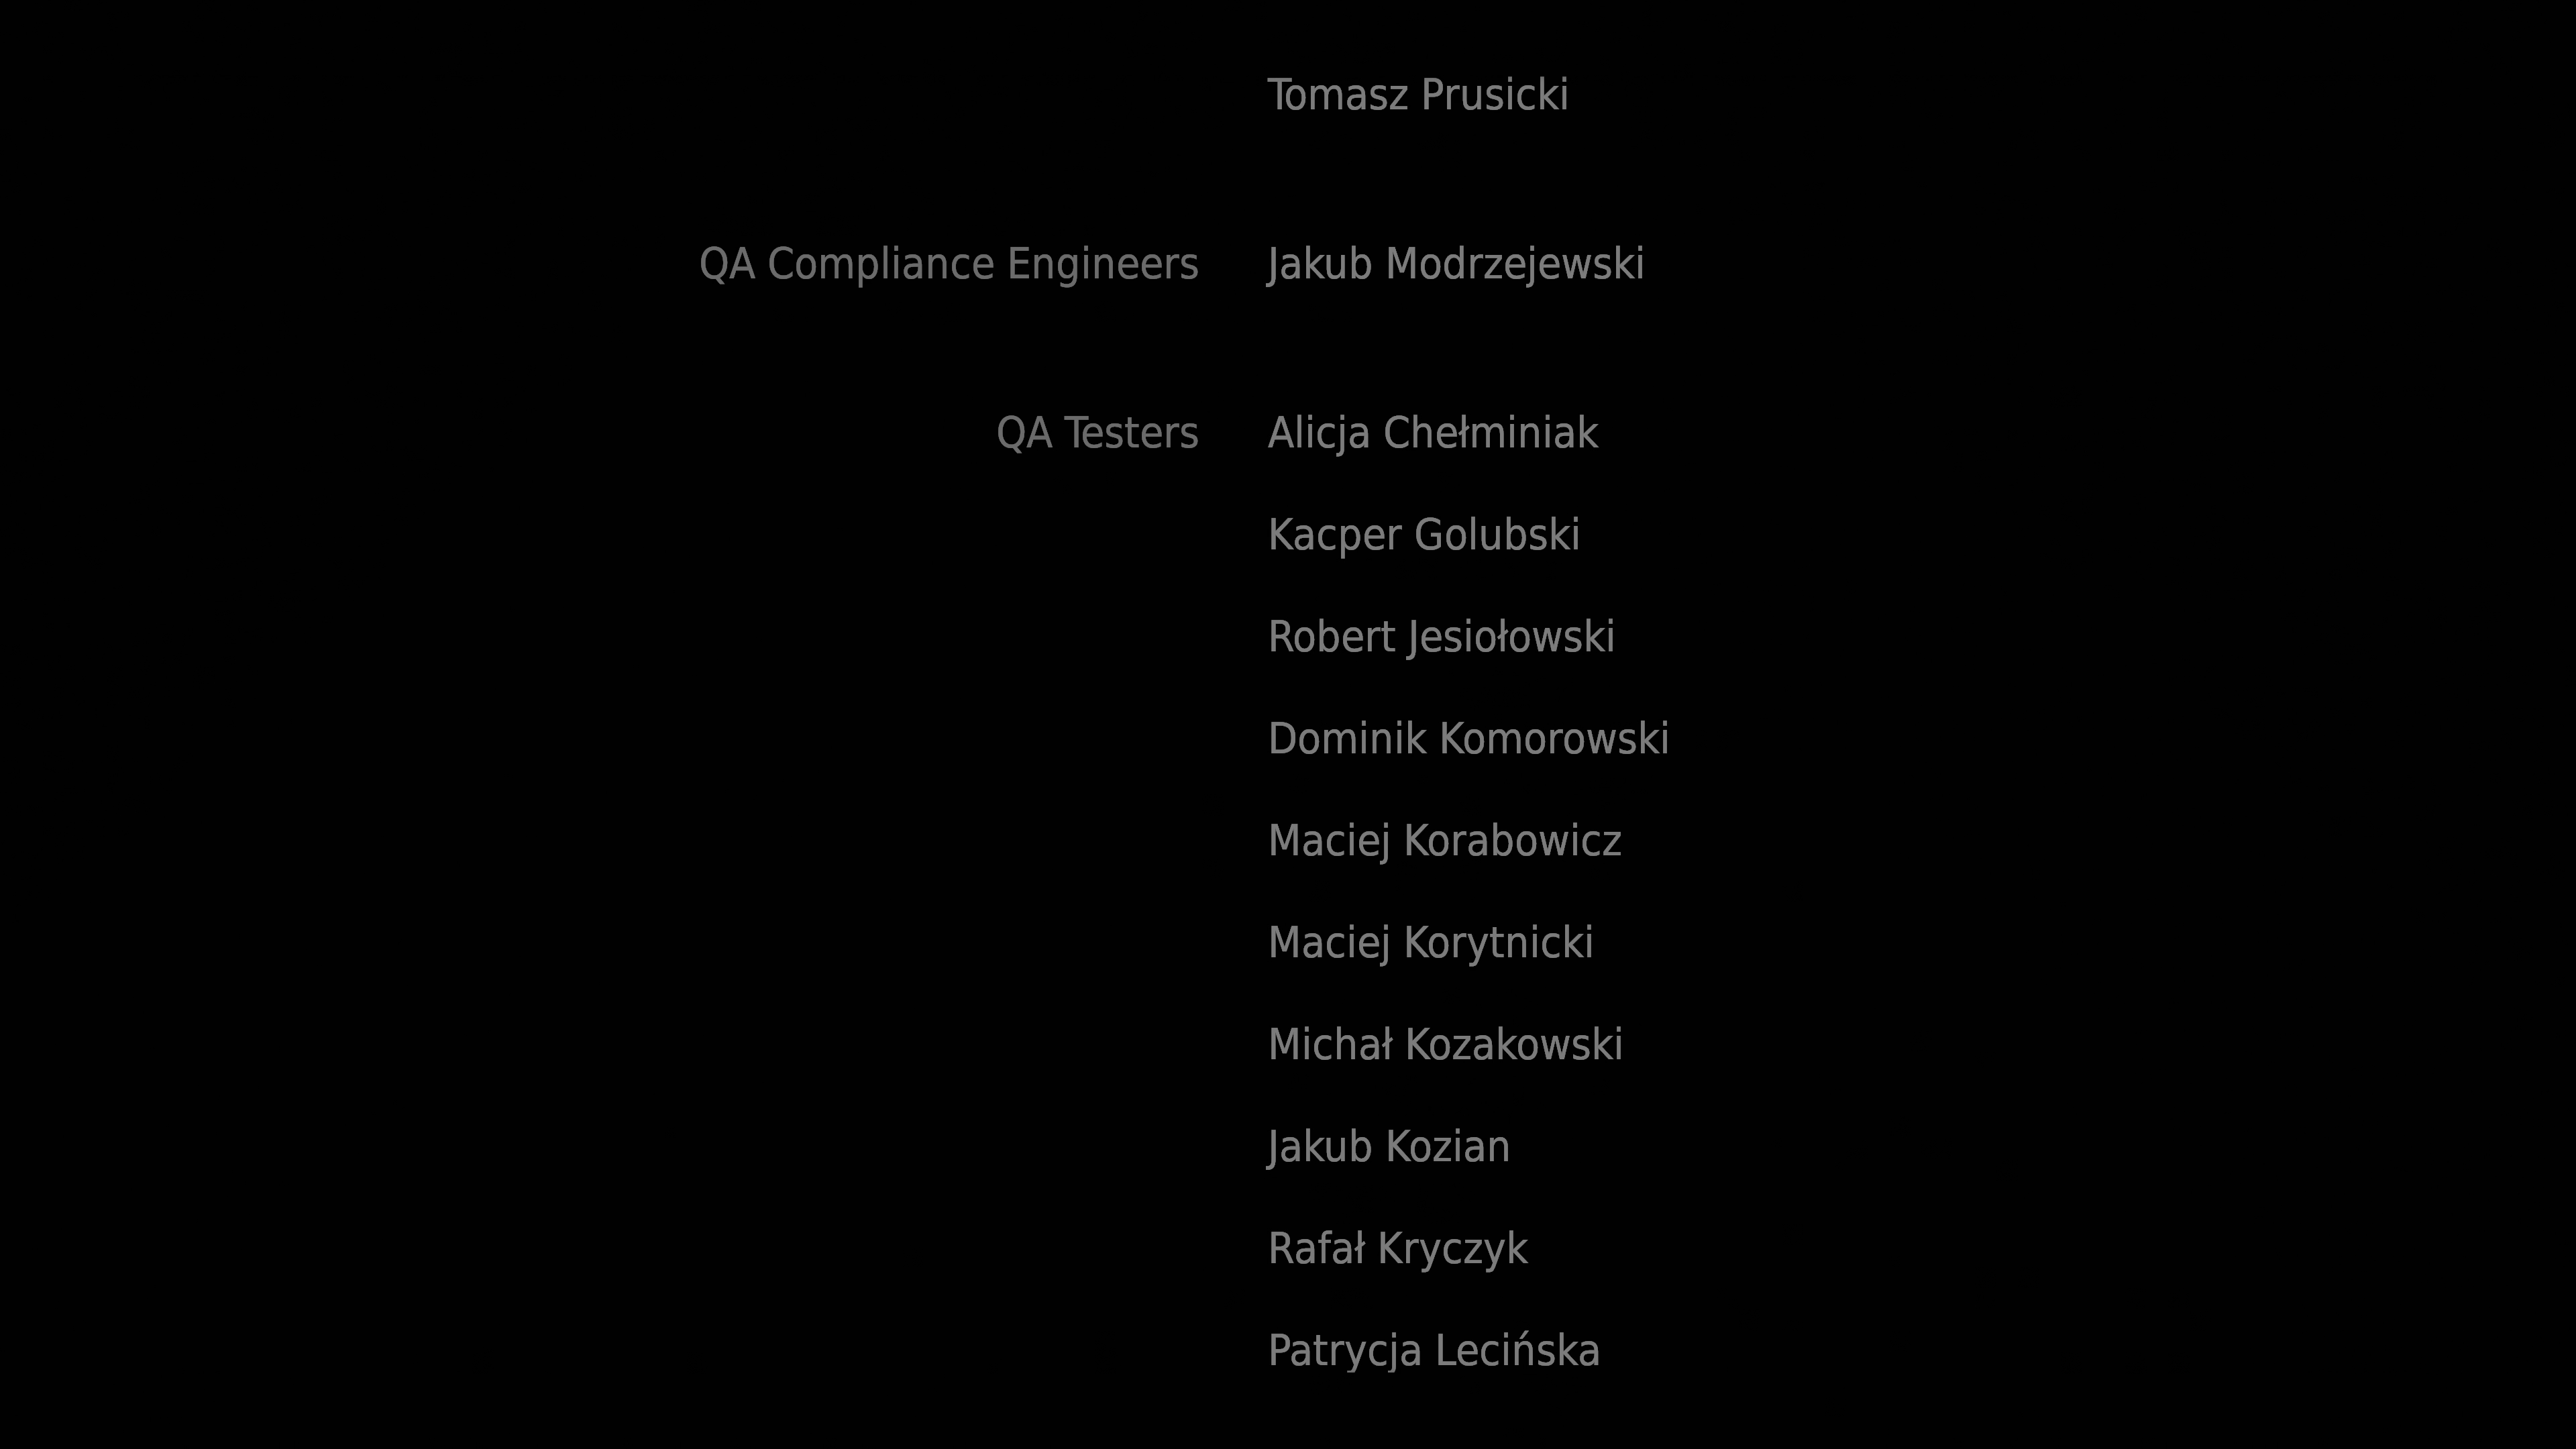 Tomasz Prusicki
QA Compliance Engineers Jakub Modrzejewski
QA Testers Alicja Chełminiak
Kacper Golubski
Robert Jesiołowski
Dominik Komorowski
Maciej Korabowicz
Maciej Korytnicki
Michał Kozakowski
Jakub Kozian
Rafał Kryczyk
Patrycja Lecińska